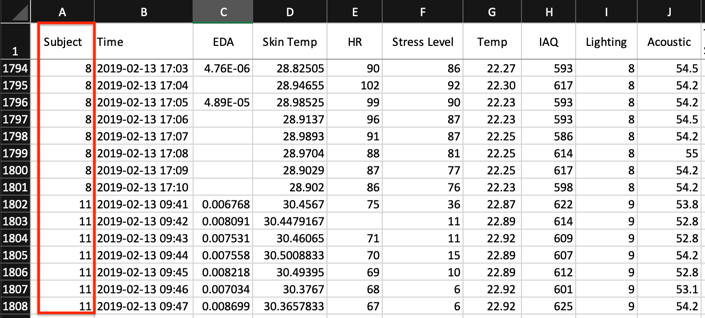 A B C D E F G H I J
1 Subject Time EDA Skin Temp HR Stress Level Temp IAQ Lighting Acoustic
1794 8 2019-02-13 17:03 4.76E-06 28.82505 90 86 22.27 593 8 54.5
1795 8 2019-02-13 17:04 28.94655 102 92 22.30 617 8 54.2
1796 8 2019-02-13 17:05 4.89E-05 28.98525 99 90 22.23 593 8 54.2
1797 8 2019-02-13 17:06 28.9137 96 87 22.23 593 8 54.5
1798 8 2019-02-13 17:07 28.9893 91 87 22.25 586 8 54.2
1799 8 2019-02-13 17:08 28.9704 88 81 22.25 614 8 55
1800 8 2019-02-13 17:09 28.9029 87 77 22.25 617 8 54.2
1801 8 2019-02-13 17:10 28.902 86 76 22.23 598 8 54.2
1802 11 2019-02-13 09:41 0.006768 30.4567 75 36 22.87 622 9 53.8
1803 11 2019-02-13 09:42 0.008091 30.4479167 11 22.89 614 9 52.8
1804 11 2019-02-13 09:43 0.007531 30.46065 71 11 22.92 609 9 52.8
1805 11 2019-02-13 09:44 0.007558 30.5008833 70 15 22.89 607 9 54.2
1806 11 2019-02-13 09:45 0.008218 30.49395 69 10 22.89 612 9 52.8
1807 11 2019-02-13 09:46 0.007034 30.3767 68 6 22.92 601 9 53.1
1808 11 2019-02-13 09:47 0.008699 30.3657833 67 6 22.92 625 9 54.2